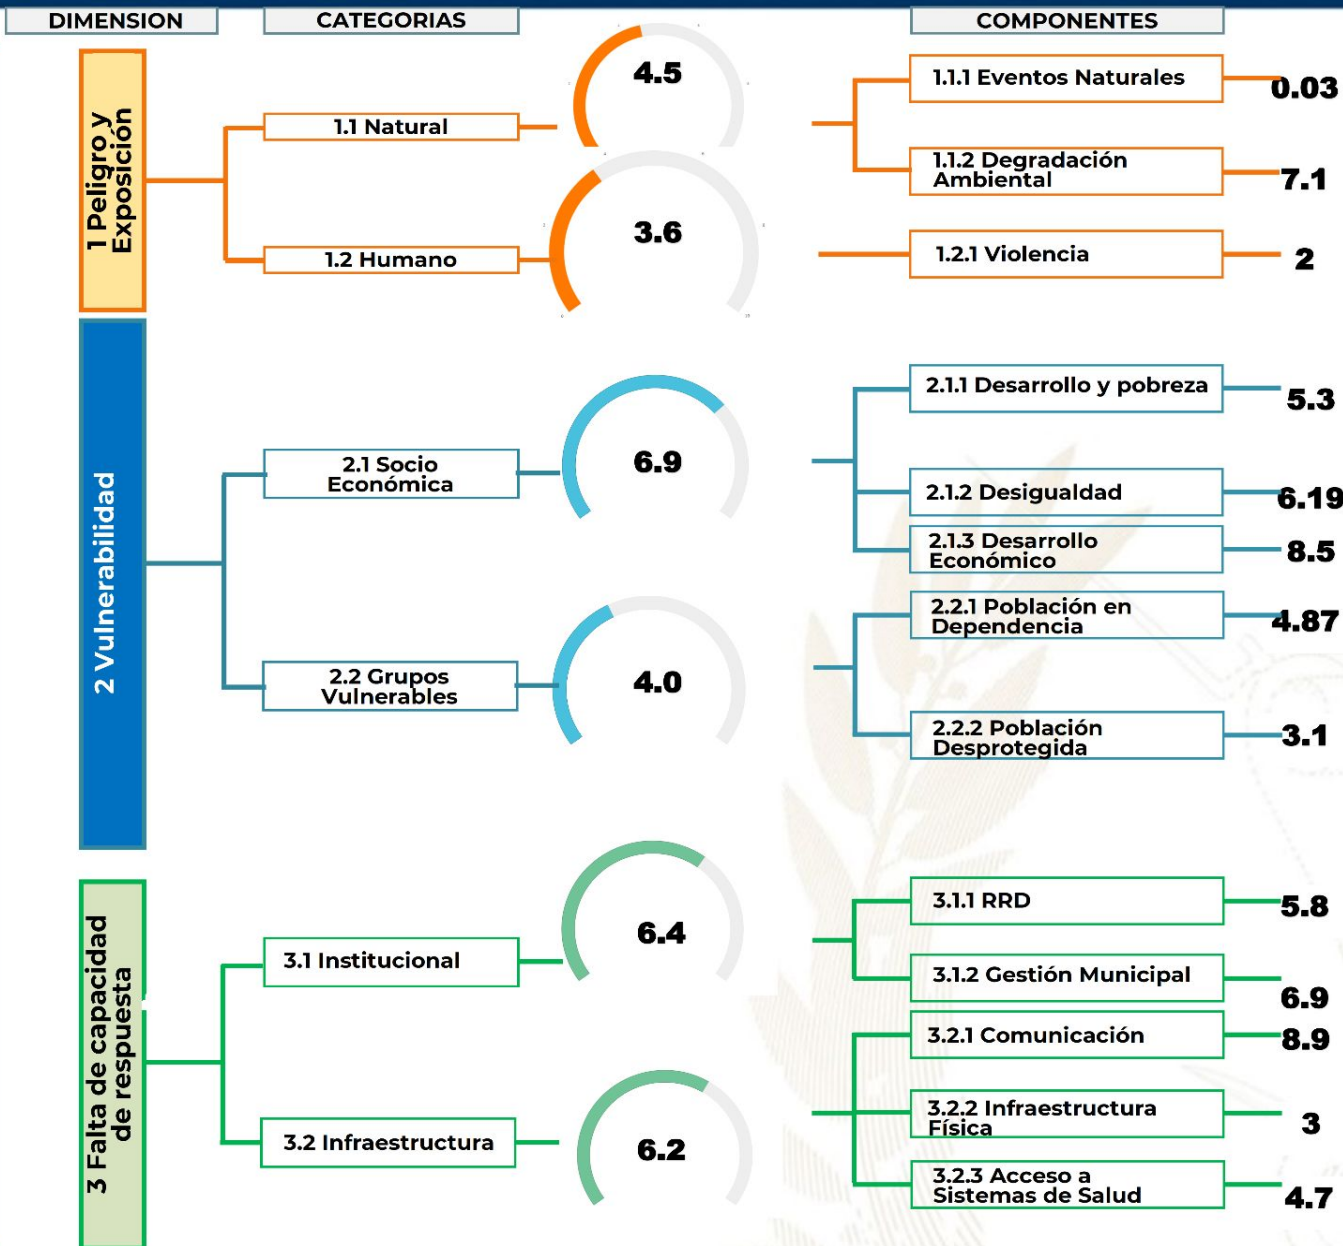 DIMENSION
CATEGORIAS
COMPONENTES
1 Peligro y
Exposición
1.1 Natural
4.5
1.1.1 Eventos Naturales
0.03
1.1.2 Degradación
Ambiental
7.1
1.2 Humano
3.6
1.2.1 Violencia
2
2 Vulnerabilidad
2.1 Socio
Económica
6.9
2.1.1 Desarrollo y pobreza
5.3
2.1.2 Desigualdad
6.19
2.1.3 Desarrollo
Económico
8.5
2.2 Grupos
Vulnerables
4.0
2.2.1 Población en
Dependencia
4.87
2.2.2 Población
Desprotegida
3.1
3 Falta de capacidad
de respuesta
3.1 Institucional
6.4
3.1.1 RRD
5.8
3.1.2 Gestión Municipal
6.9
3.2 Infraestructura
6.2
3.2.1 Comunicación
8.9
3.2.2 Infraestructura
Física
3
3.2.3 Acceso a
Sistemas de Salud
4.7